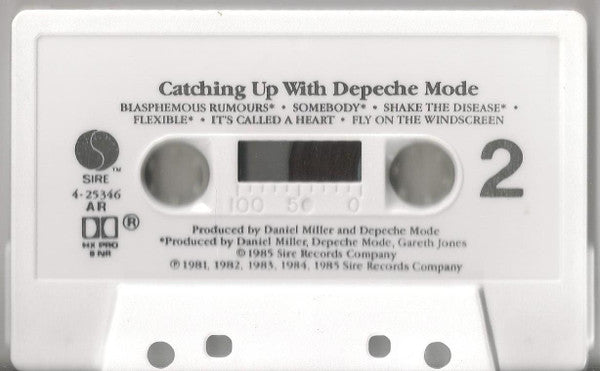 Catching Up With Depeche Mode
BLASPHEMOUS RUMOURS* • SOMEBODY* • SHAKE THE DISEASE* •
FLEXIBLE* • IT'S CALLED A HEART • FLY ON THE WINDSCREEN
S
SIRE™
4-25346
AR
®
HX PRO
B NR
2
100 50 0
Produced by Daniel Miller and Depeche Mode
*Produced by Daniel Miller, Depeche Mode, Gareth Jones
© 1985 Sire Records Company
℗ 1981, 1982, 1983, 1984, 1985 Sire Records Company